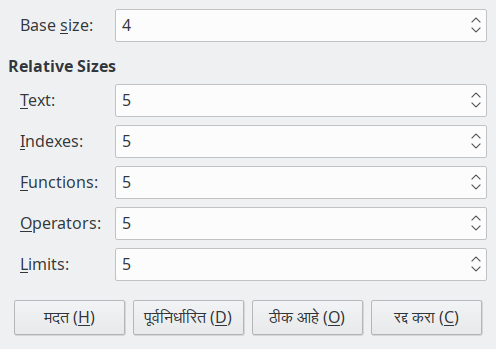 Base size: 4
Relative Sizes
Text: 5
Indexes: 5
Functions: 5
Operators: 5
Limits: 5
मदत (H) पूर्वनिर्धारित (D) ठीक आहे (O) रद्द करा (C)